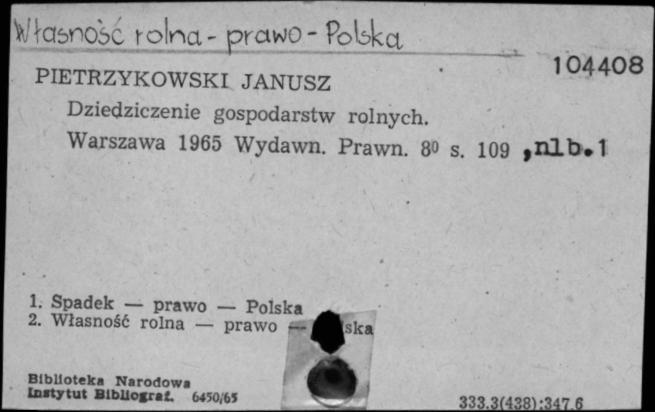 Własność rolna - prawo - Polska
104408
PIETRZYKOWSKI JANUSZ
Dziedziczenie gospodarstw rolnych.
Warszawa 1965 Wydawn. Prawn. 8⁰ s. 109 ,nlb.1
1. Spadek — prawo — Polska
2. Własność rolna — prawo — ska
Biblioteka Narodowa
Instytut Bibliograf. 6450/65
333.3(438):347.6